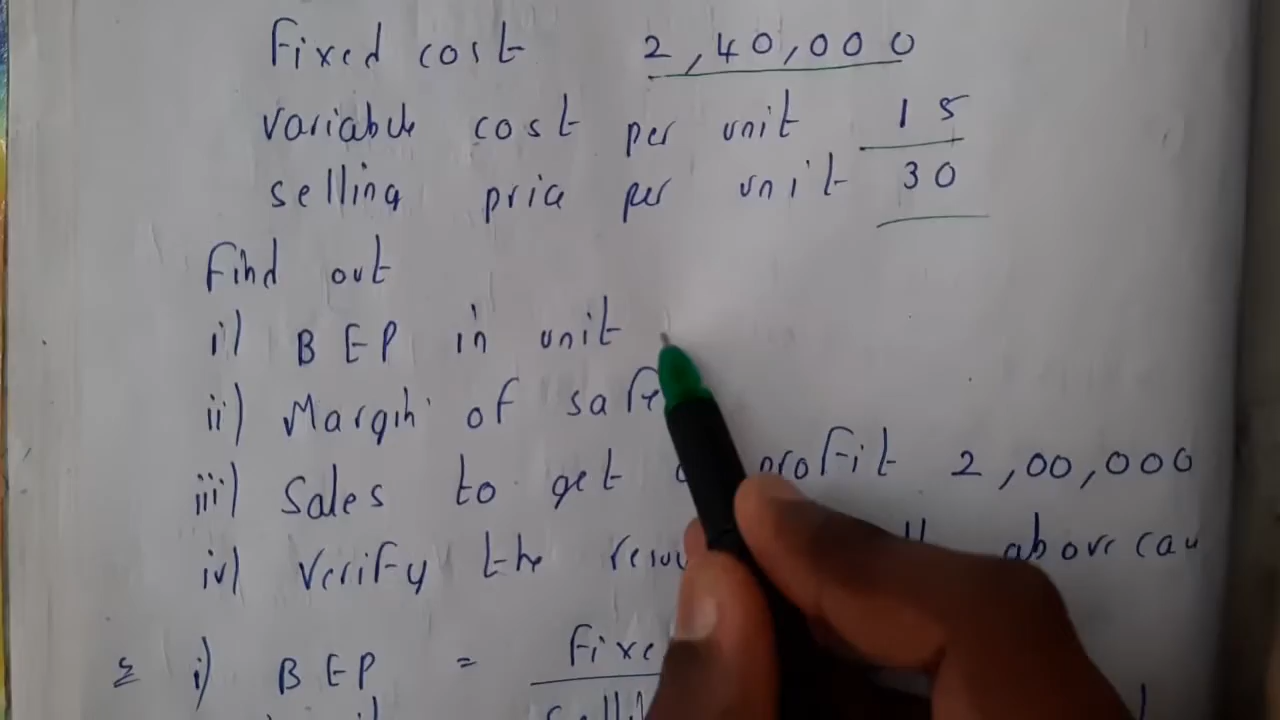 Fixed cost 2,40,000
variable cost per unit 15
selling price per unit 30
Find out
i) BEP in unit
ii) Margin of
iii) Sales to get profit 2,00,000
iv) Verify the above
i) BEP =